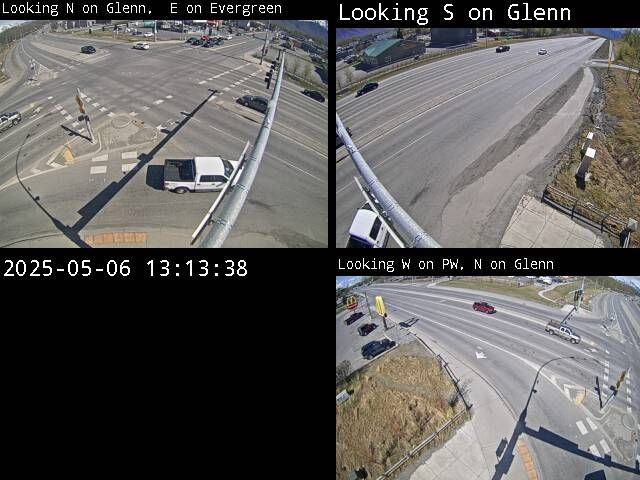 Looking N on Glenn, E on Evergreen
Looking S on Glenn
2025-05-06 13:13:38
Looking W on PW, N on Glenn